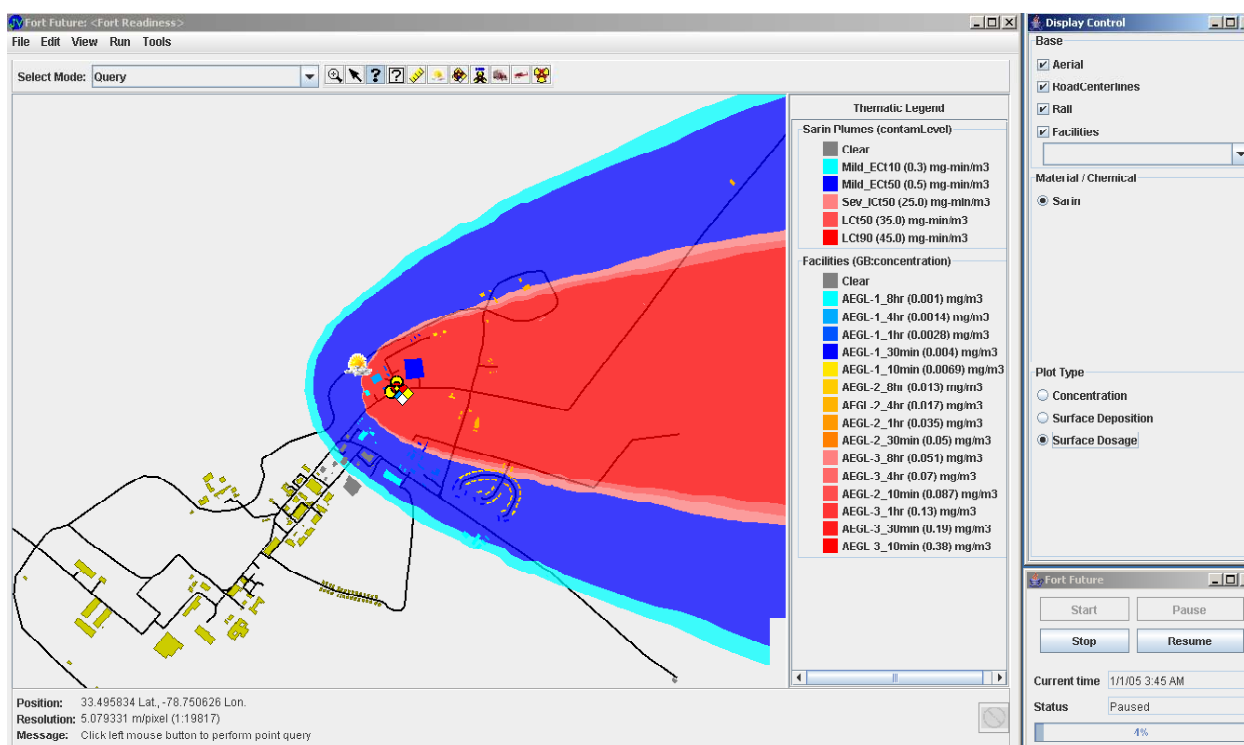 Fort Future: <Fort Readiness>
File Edit View Run Tools
Select Mode: Query
Thematic Legend
Sarin Plumes (contamLevel)
Clear
Mild_ECt10 (0.3) mg-min/m3
Mild_ECt50 (0.5) mg-min/m3
Sev_ICt50 (25.0) mg-min/m3
LCt50 (35.0) mg-min/m3
LCt90 (45.0) mg-min/m3
Facilities (GB:concentration)
Clear
AEGL-1_8hr (0.001) mg/m3
AEGL-1_4hr (0.0014) mg/m3
AEGL-1_1hr (0.0028) mg/m3
AEGL-1_30min (0.004) mg/m3
AEGL-1_10min (0.0069) mg/m3
AEGL-2_8hr (0.013) mg/m3
AEGL-2_4hr (0.017) mg/m3
AEGL-2_1hr (0.035) mg/m3
AEGL-2_30min (0.05) mg/m3
AEGL-3_8hr (0.051) mg/m3
AEGL-3_4hr (0.07) mg/m3
AEGL-2_10min (0.087) mg/m3
AEGL-3_1hr (0.13) mg/m3
AEGL-3_30min (0.19) mg/m3
AEGL 3_10min (0.38) mg/m3
Position: 33.495834 Lat., -78.750626 Lon.
Resolution: 5.079331 m/pixel (1:19817)
Message: Click left mouse button to perform point query
Display Control
Base
Aerial
RoadCenterlines
Rail
Facilities
Material / Chemical
Sarin
Plot Type
Concentration
Surface Deposition
Surface Dosage
Fort Future
Start Pause
Stop Resume
Current time 1/1/05 3:45 AM
Status Paused
4%